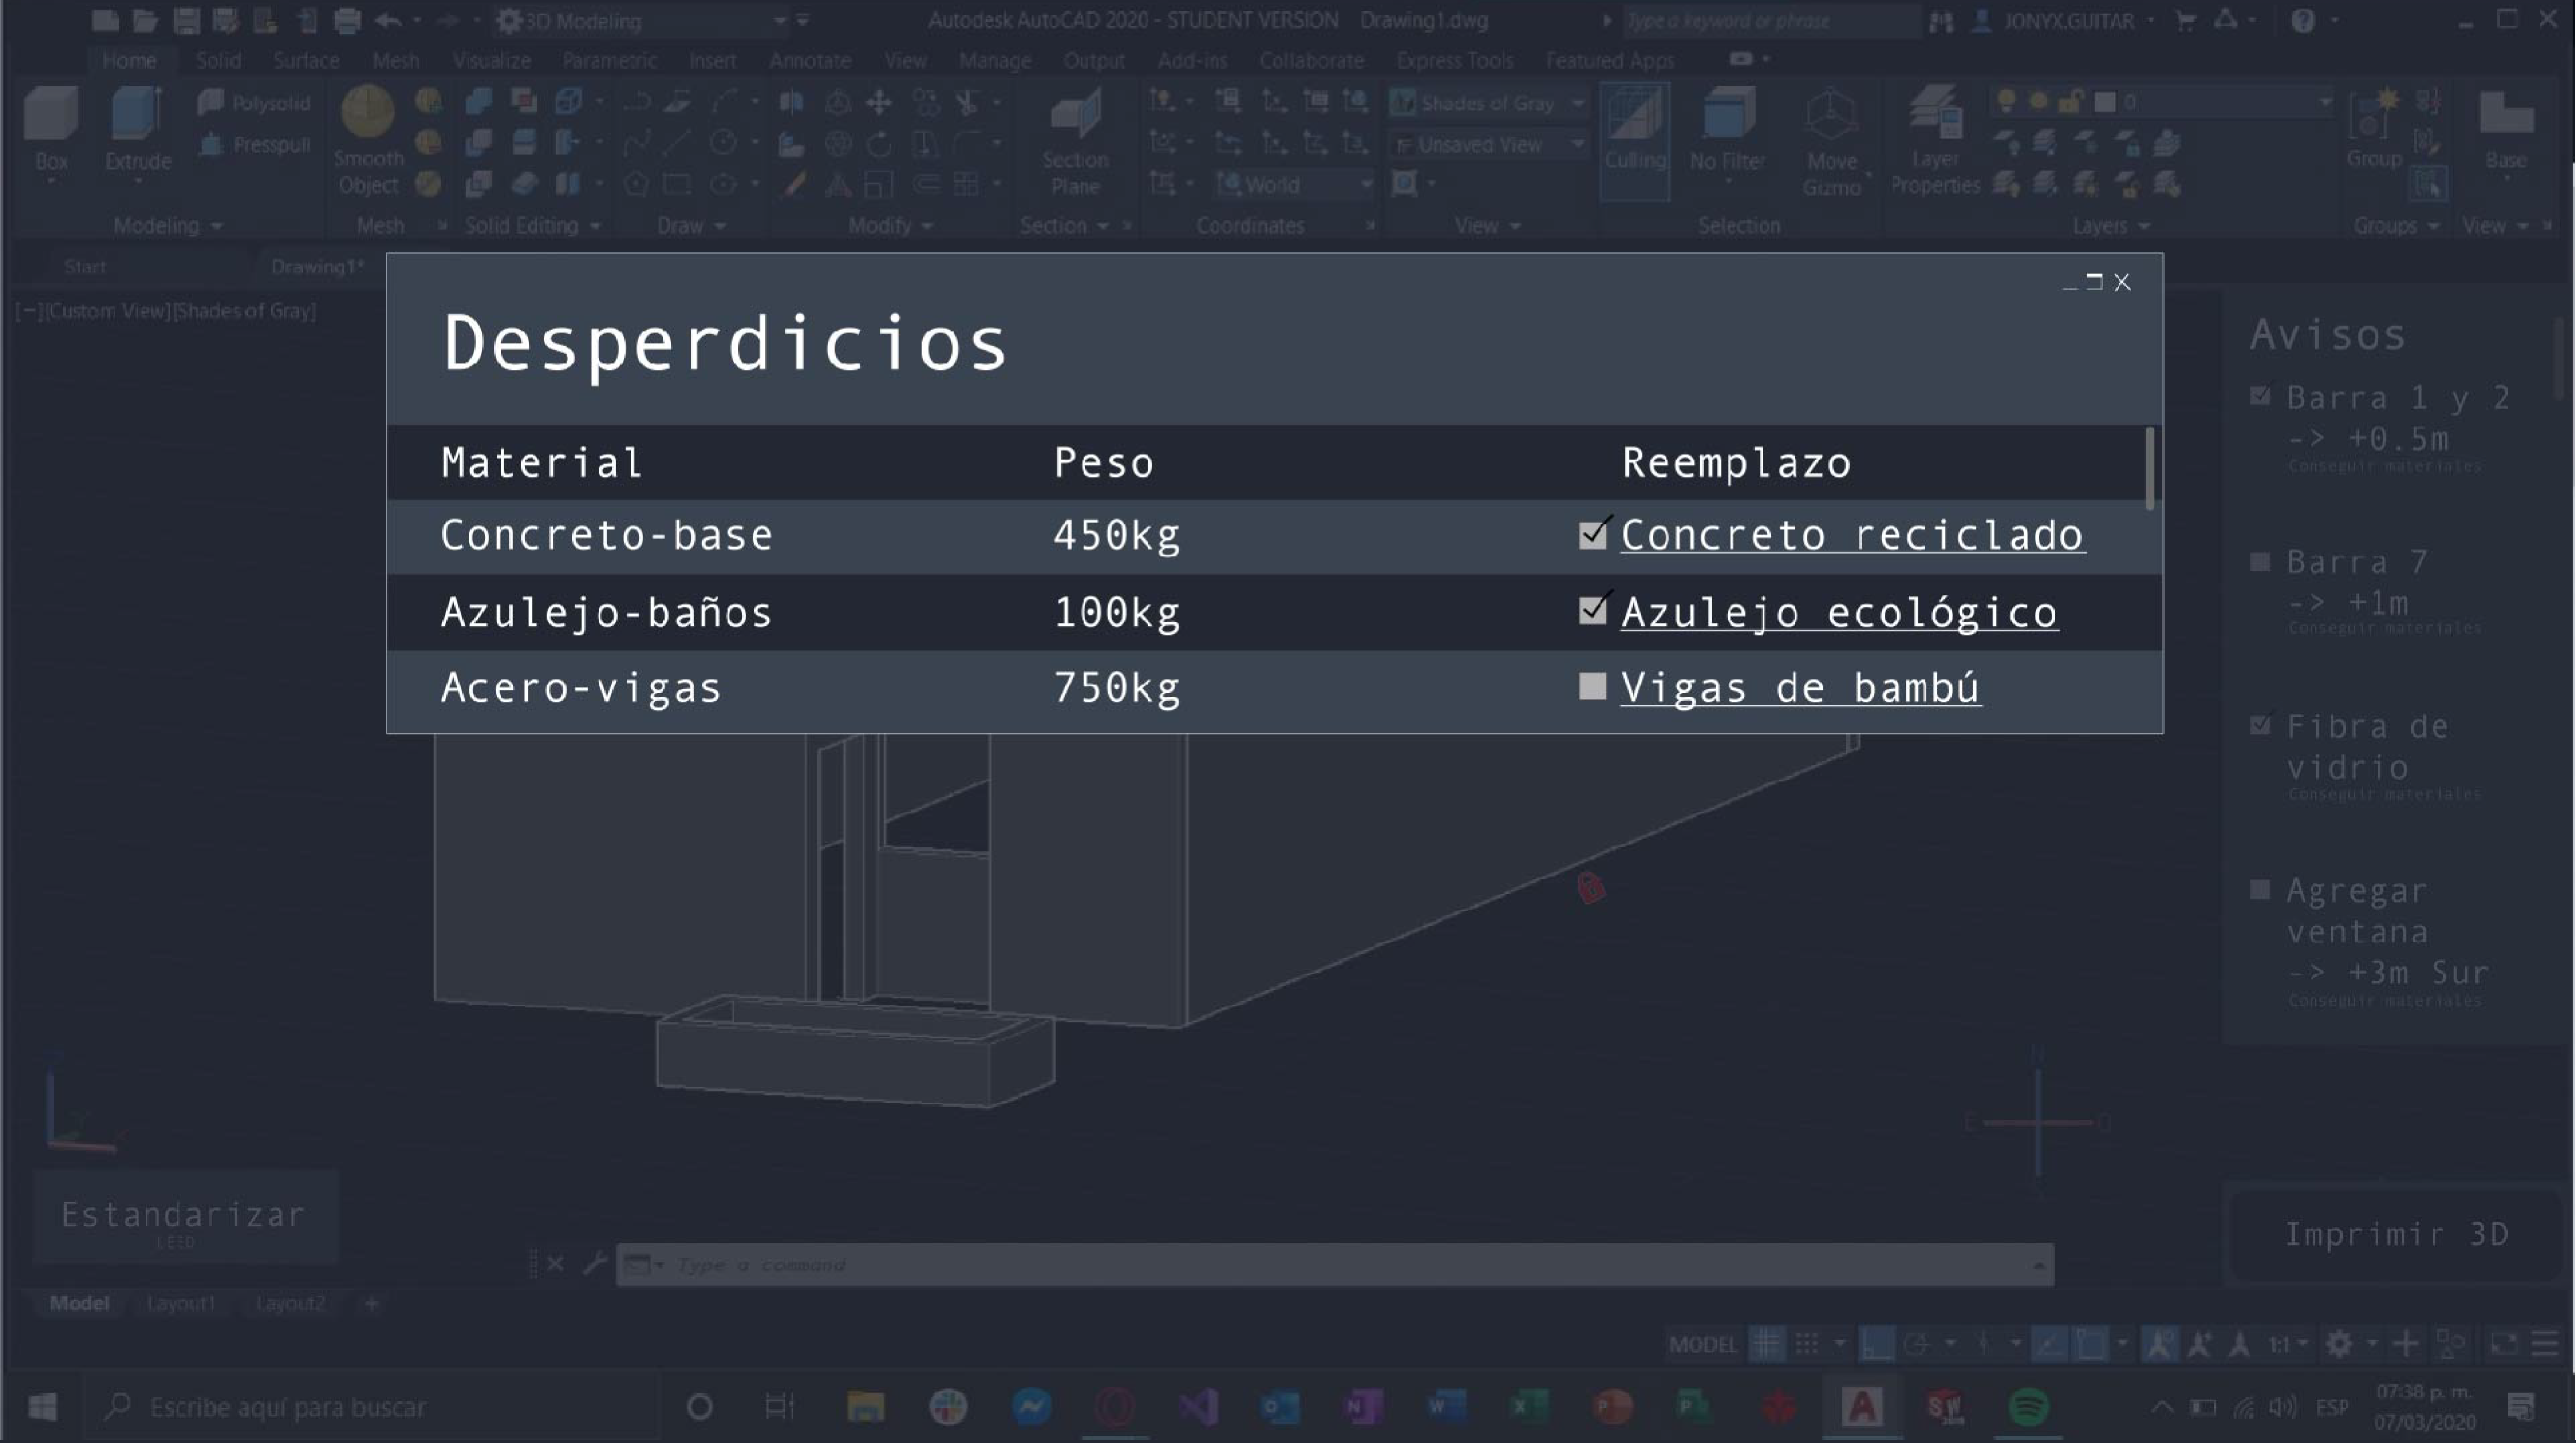 3D Modeling
Autodesk AutoCAD 2020 - STUDENT VERSION Drawing1.dwg
Type a keyword or phrase
JONYX.GUITAR
Home Solid Surface Mesh Visualize Parametric Insert Annotate View Manage Output Add-ins Collaborate Express Tools Featured Apps
Box
Extrude
Polysolid
Presspull
Smooth
Object
Section
Plane
World
Shades of Gray
Unsaved View
Culling
No Filter
Move
Gizmo
Layer
Properties
0
Group
Base
Modeling Mesh Solid Editing Draw Modify Section Coordinates View Selection Layers Groups View
Start Drawing1*
[−][Custom View][Shades of Gray]
Desperdicios
Material Peso Reemplazo
Concreto-base 450kg Concreto reciclado
Azulejo-baños 100kg Azulejo ecológico
Acero-vigas 750kg Vigas de bambú
Avisos
Barra 1 y 2
-> +0.5m
Conseguir materiales
Barra 7
-> +1m
Conseguir materiales
Fibra de
vidrio
Conseguir materiales
Agregar
ventana
-> +3m Sur
Conseguir materiales
Estandarizar
LEED
Imprimir 3D
Type a command
Model Layout1 Layout2 +
MODEL 1:1
Escribe aquí para buscar
ESP
07:38 p. m.
07/03/2020